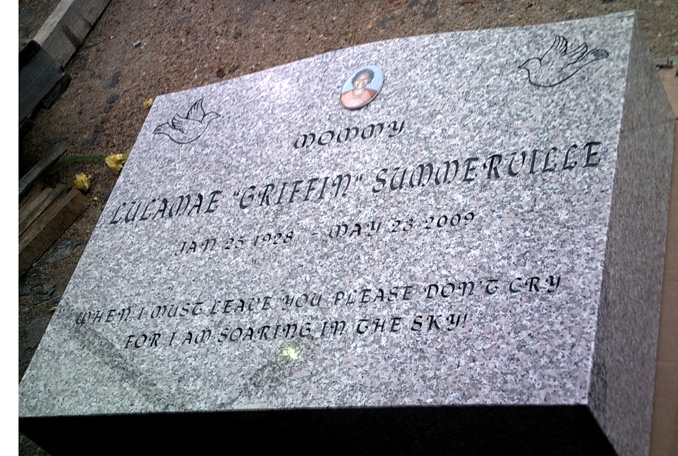 MOMMY
LULAMAE "GRIFFIN" SUMMERVILLE
JAN 25 1928 - MAY 23 2009
WHEN I MUST LEAVE YOU PLEASE DON'T CRY
FOR I AM SOARING IN THE SKY!